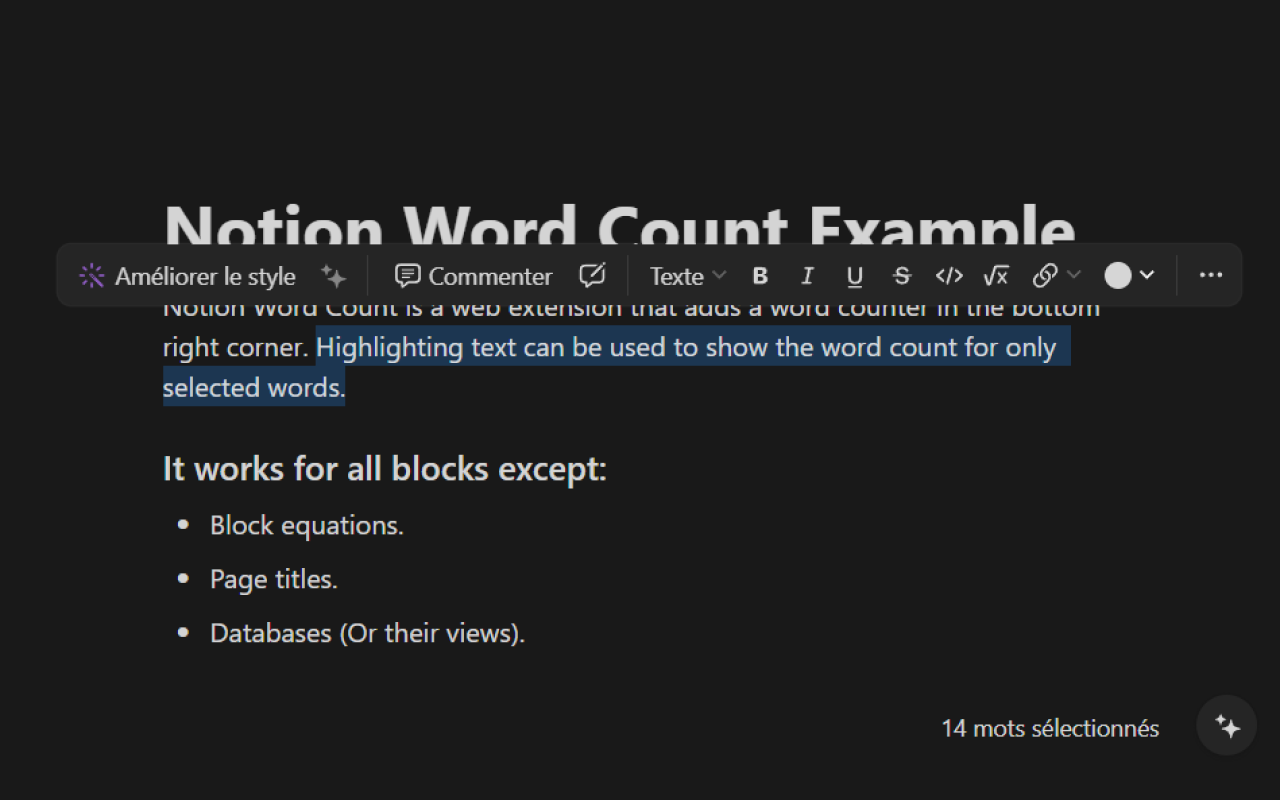 Notion Word Count Example
Améliorer le style
Commenter
Texte
B I U S </> √x
Notion Word Count is a web extension that adds a word counter in the bottom
right corner. Highlighting text can be used to show the word count for only
selected words.
It works for all blocks except:
• Block equations.
• Page titles.
• Databases (Or their views).
14 mots sélectionnés